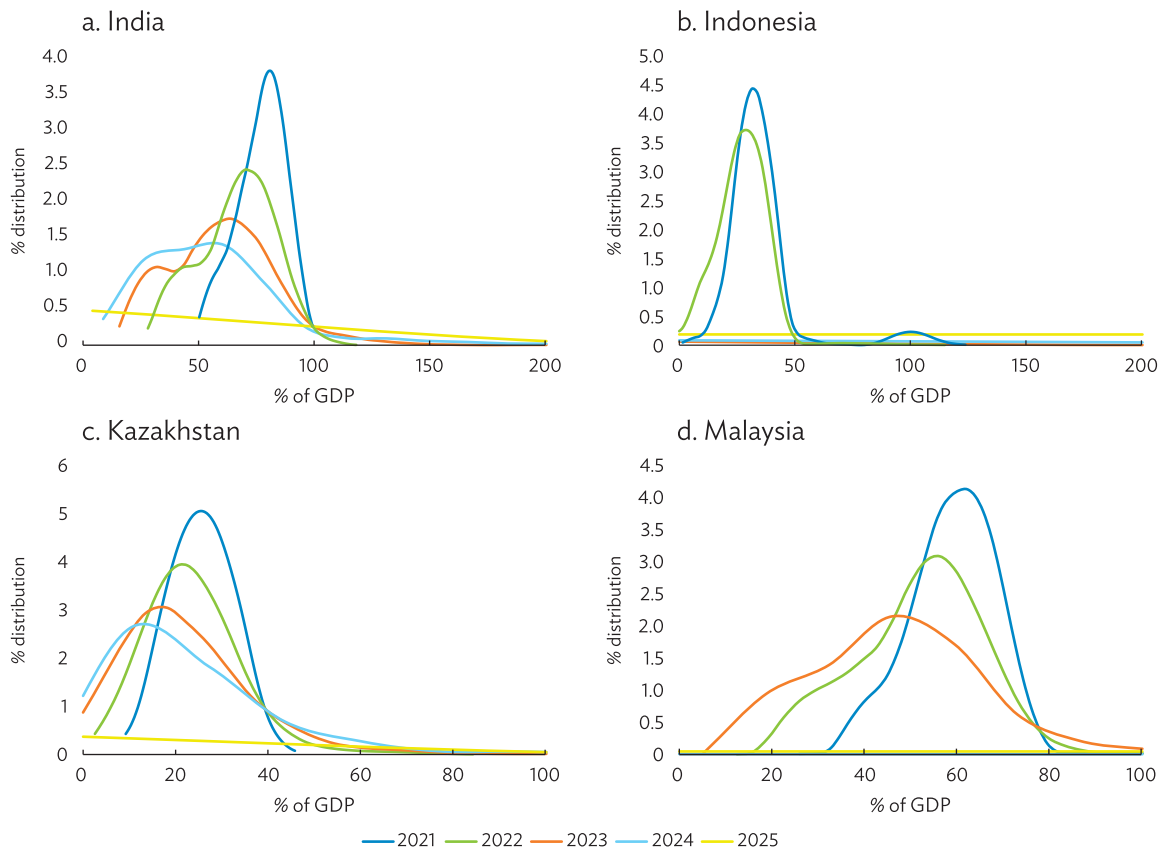 a. India
4.0
3.5
3.0
2.5
2.0
1.5
1.0
0.5
0
% distribution
0 50 100 150 200
% of GDP
b. Indonesia
5.0
4.5
4.0
3.5
3.0
2.5
2.0
1.5
1.0
0.5
0
% distribution
0 50 100 150 200
% of GDP
c. Kazakhstan
6
5
4
3
2
1
0
% distribution
0 20 40 60 80 100
% of GDP
d. Malaysia
4.5
4.0
3.5
3.0
2.5
2.0
1.5
1.0
0.5
0
% distribution
0 20 40 60 80 100
% of GDP
2021 2022 2023 2024 2025